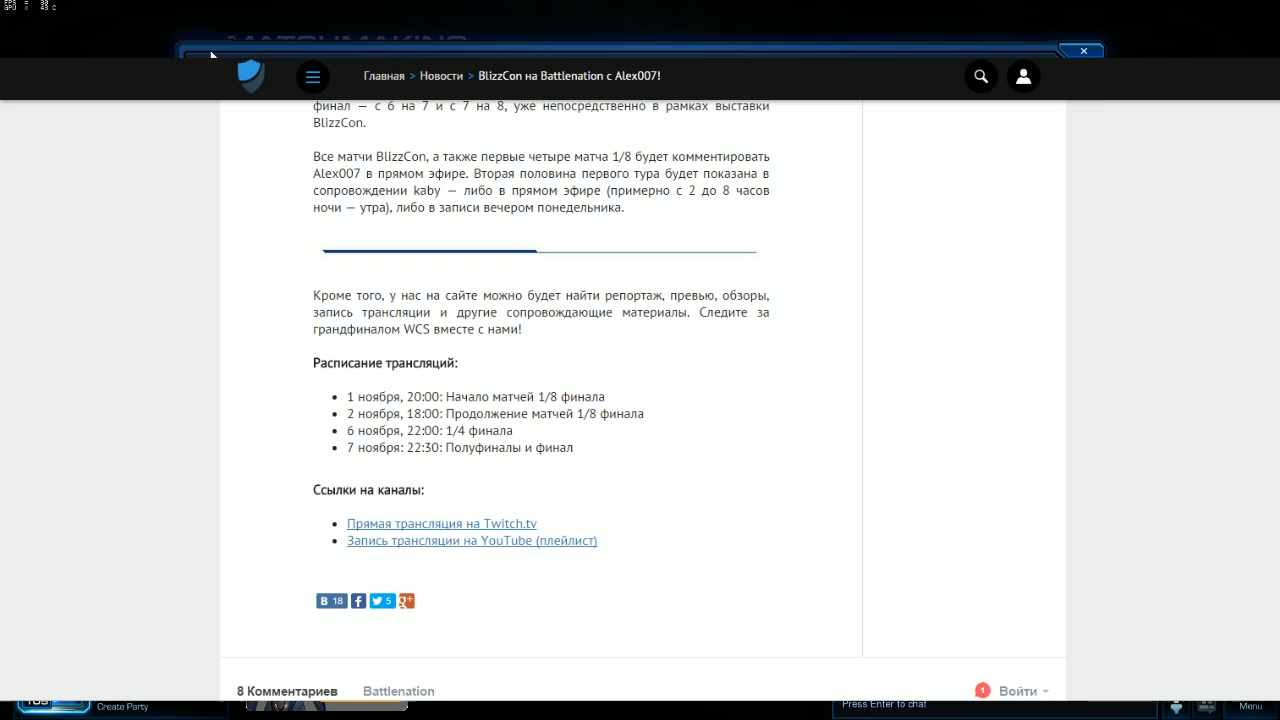 MATCHMAKING
Главная > Новости > BlizzCon на Battlenation с Alex007!
финал — с 6 на 7 и с 7 на 8, уже непосредственно в рамках выставки
BlizzCon.
Все матчи BlizzCon, а также первые четыре матча 1/8 будет комментировать
Alex007 в прямом эфире. Вторая половина первого тура будет показана в
сопровождении kaby — либо в прямом эфире (примерно с 2 до 8 часов
ночи — утра), либо в записи вечером понедельника.
Кроме того, у нас на сайте можно будет найти репортаж, превью, обзоры,
запись трансляции и другие сопровождающие материалы. Следите за
грандфиналом WCS вместе с нами!
Расписание трансляций:
1 ноября, 20:00: Начало матчей 1/8 финала
2 ноября, 18:00: Продолжение матчей 1/8 финала
6 ноября, 22:00: 1/4 финала
7 ноября: 22:30: Полуфиналы и финал
Ссылки на каналы:
Прямая трансляция на Twitch.tv
Запись трансляции на YouTube (плейлист)
B 18 f 5 g+
8 Комментариев Battlenation 1 Войти
Create Party Press Enter to chat Menu